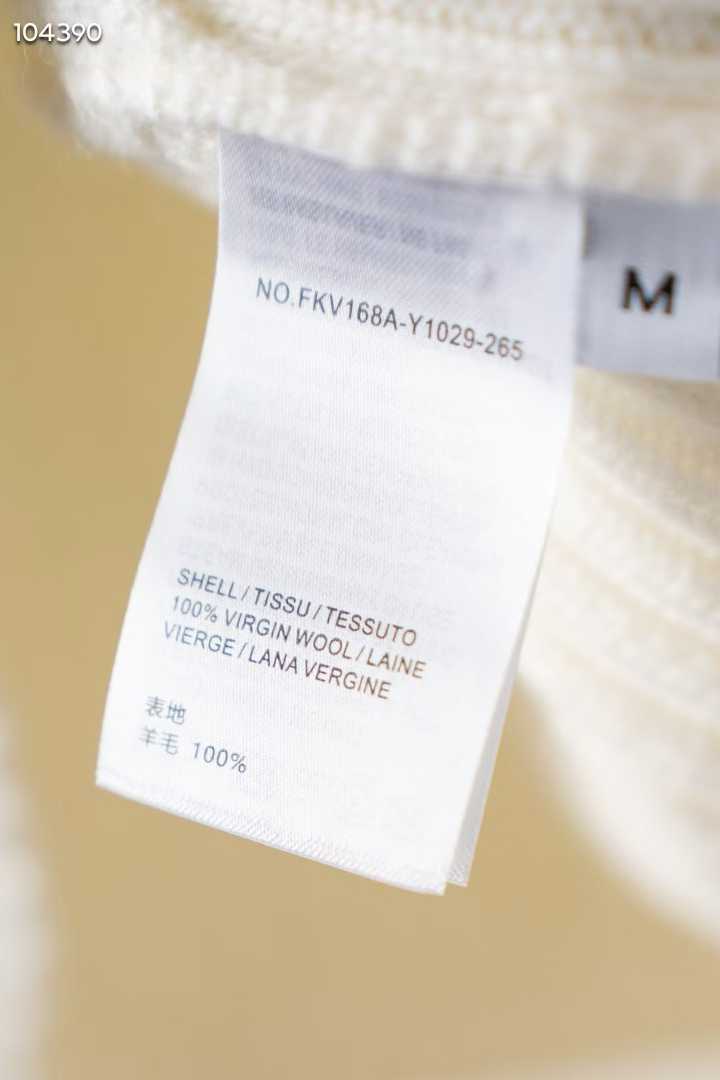 104390
NO.FKV168A-Y1029-265
M
SHELL / TISSU / TESSUTO
100% VIRGIN WOOL / LAINE
VIERGE / LANA VERGINE
表地
羊毛 100%